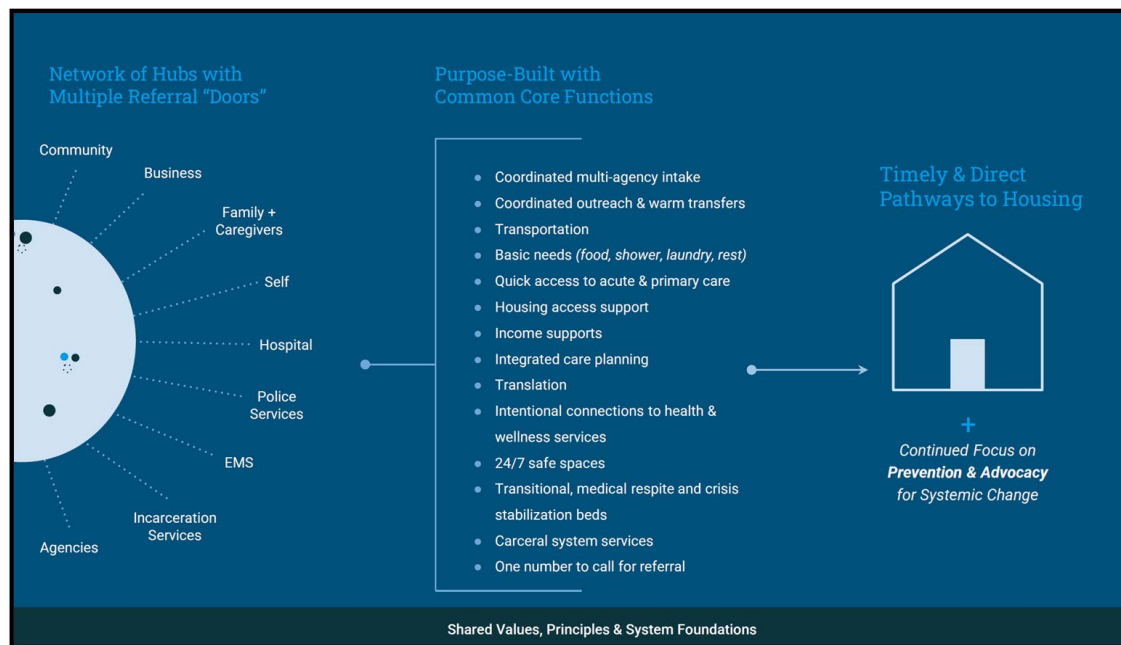 Network of Hubs with
Multiple Referral “Doors”
Community
Business
Family +
Caregivers
Self
Hospital
Police
Services
EMS
Incarceration
Services
Agencies
Purpose-Built with
Common Core Functions
Coordinated multi-agency intake
Coordinated outreach & warm transfers
Transportation
Basic needs (food, shower, laundry, rest)
Quick access to acute & primary care
Housing access support
Income supports
Integrated care planning
Translation
Intentional connections to health &
wellness services
24/7 safe spaces
Transitional, medical respite and crisis
stabilization beds
Carceral system services
One number to call for referral
Timely & Direct
Pathways to Housing
+
Continued Focus on
Prevention & Advocacy
for Systemic Change
Shared Values, Principles & System Foundations